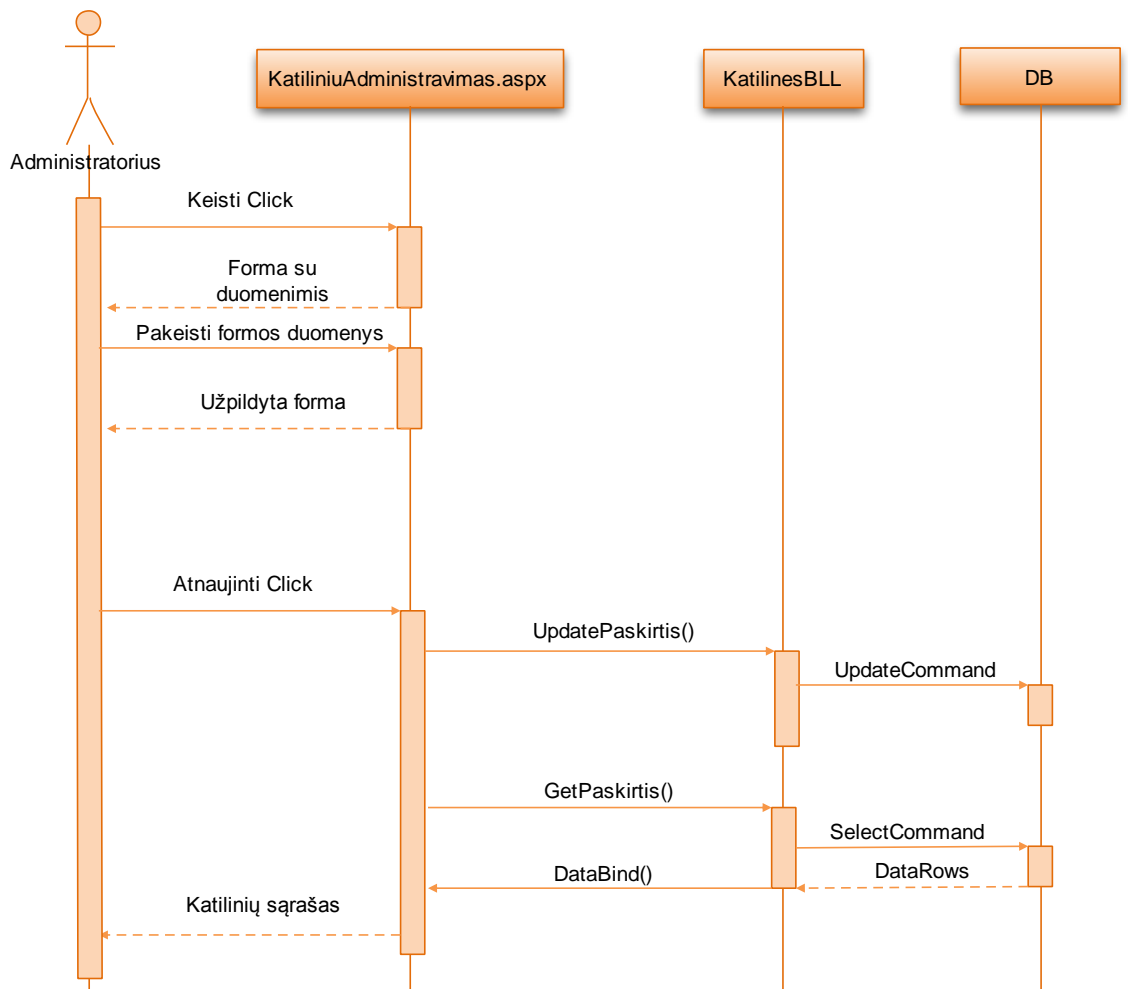 KatiliniuAdministravimas.aspx
KatilinesBLL
DB
Administratorius
Keisti Click
Forma su
duomenimis
Pakeisti formos duomenys
Užpildyta forma
Atnaujinti Click
UpdatePaskirtis()
UpdateCommand
GetPaskirtis()
SelectCommand
DataBind()
DataRows
Katilinių sąrašas